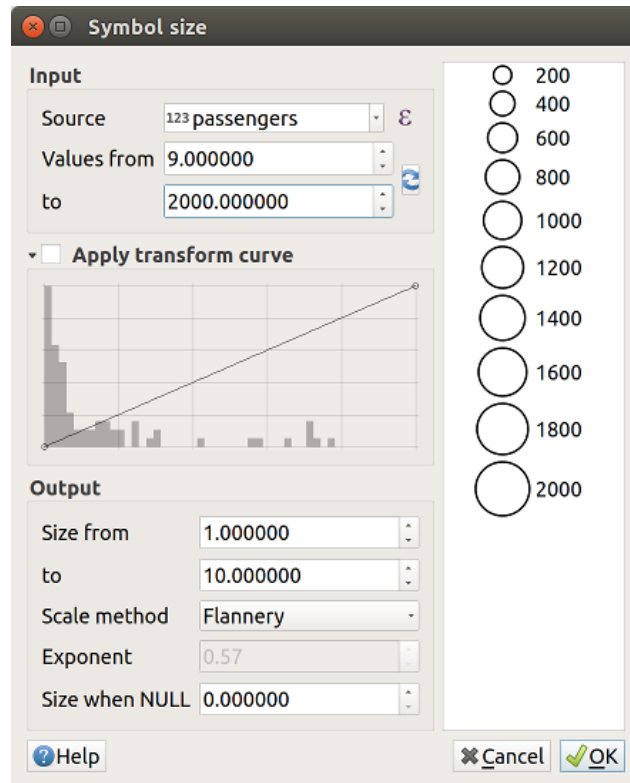 Symbol size
Input
Source 123 passengers ε
Values from 9.000000
to 2000.000000
Apply transform curve
Output
Size from 1.000000
to 10.000000
Scale method Flannery
Exponent 0.57
Size when NULL 0.000000
Help
200
400
600
800
1000
1200
1400
1600
1800
2000
Cancel OK